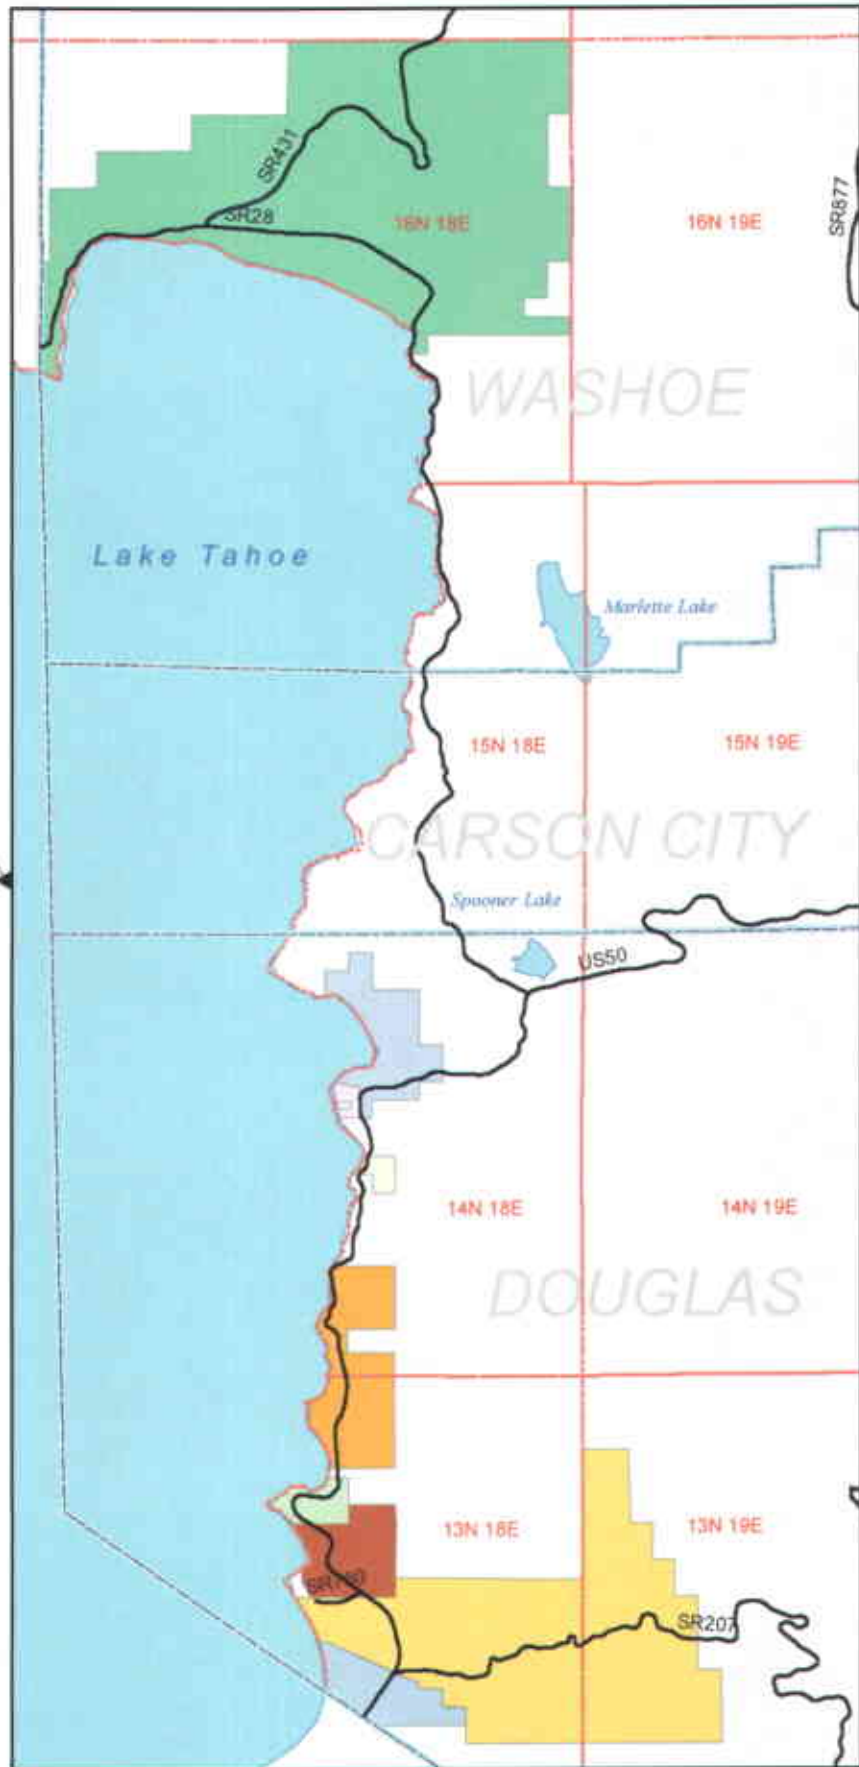 SR431
SR28
16N 18E
16N 19E
SR877
WASHOE
Lake Tahoe
Marlette Lake
15N 18E
15N 19E
CARSON CITY
Spooner Lake
US50
14N 18E
14N 19E
DOUGLAS
13N 18E
13N 19E
SR207